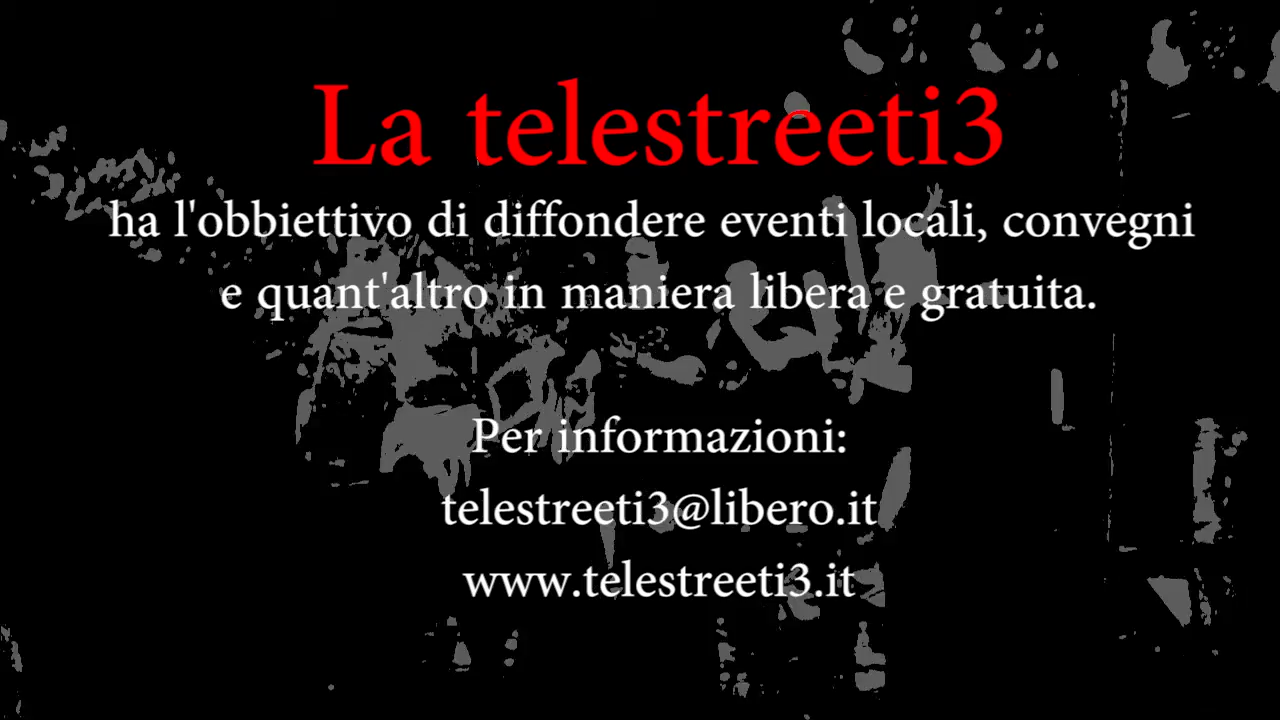 La telestreeti3
ha l'obbiettivo di diffondere eventi locali, convegni
e quant'altro in maniera libera e gratuita.
Per informazioni:
telestreeti3@libero.it
www.telestreeti3.it